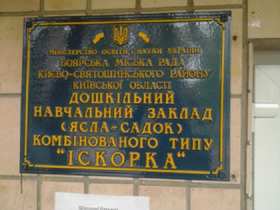 МІНІСТЕРСТВО ОСВІТИ І НАУКИ УКРАЇНИ
БОЯРСЬКА МІСЬКА РАДА
КИЄВО-СВЯТОШИНСЬКОГО РАЙОНУ
КИЇВСЬКОЇ ОБЛАСТІ
ДОШКІЛЬНИЙ
НАВЧАЛЬНИЙ ЗАКЛАД
(ЯСЛА-САДОК)
КОМБІНОВАНОГО ТИПУ
"ІСКОРКА"